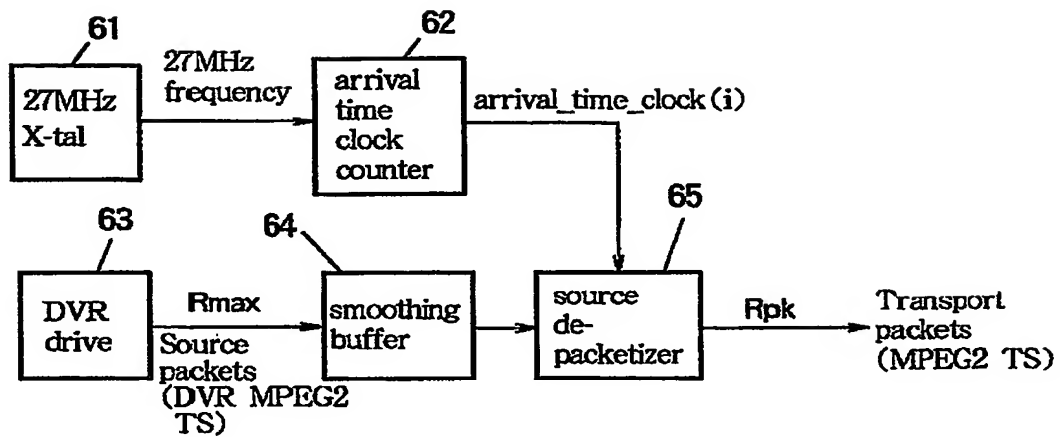 61
27MHz
X-tal
27MHz
frequency
62
arrival
time
clock
counter
arrival_time_clock(i)
63
DVR
drive
Rmax
Source
packets
(DVR MPEG2
TS)
64
smoothing
buffer
65
source
de-
packetizer
Rpk
Transport
packets
(MPEG2 TS)